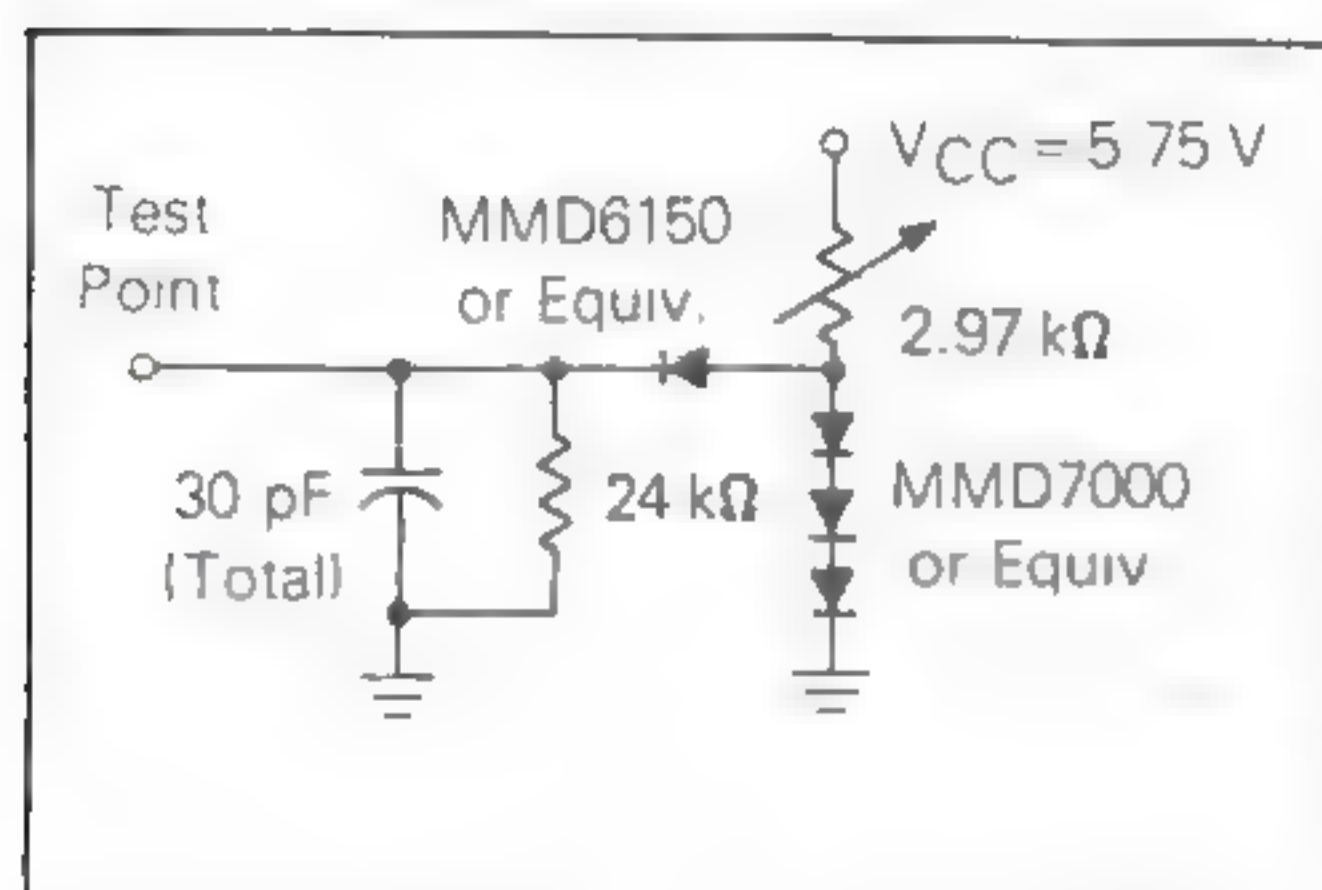 Test
Point
MMD6150
or Equiv.
VCC = 5 75 V
2.97 kΩ
30 pF
(Total)
24 kΩ
MMD7000
or Equiv